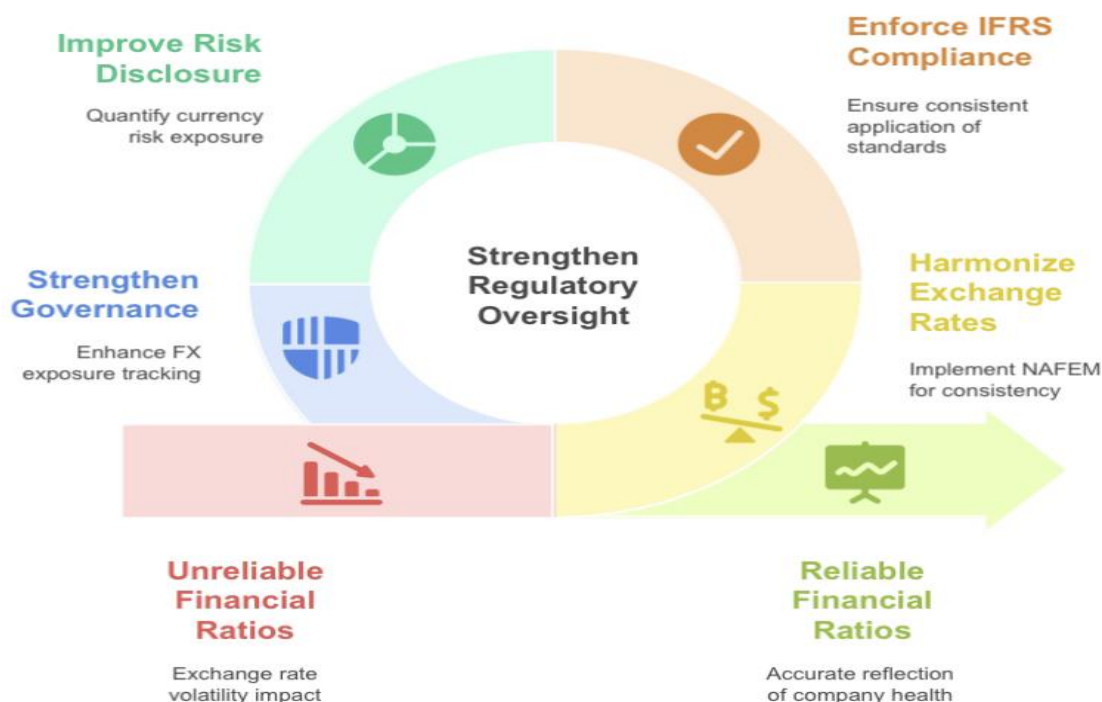 Improve Risk
Disclosure
Quantify currency
risk exposure
Enforce IFRS
Compliance
Ensure consistent
application of
standards
Strengthen
Regulatory
Oversight
Strengthen
Governance
Enhance FX
exposure tracking
Harmonize
Exchange
Rates
Implement NAFEM
for consistency
B $
Unreliable
Financial
Ratios
Exchange rate
volatility impact
Reliable
Financial
Ratios
Accurate reflection
of company health